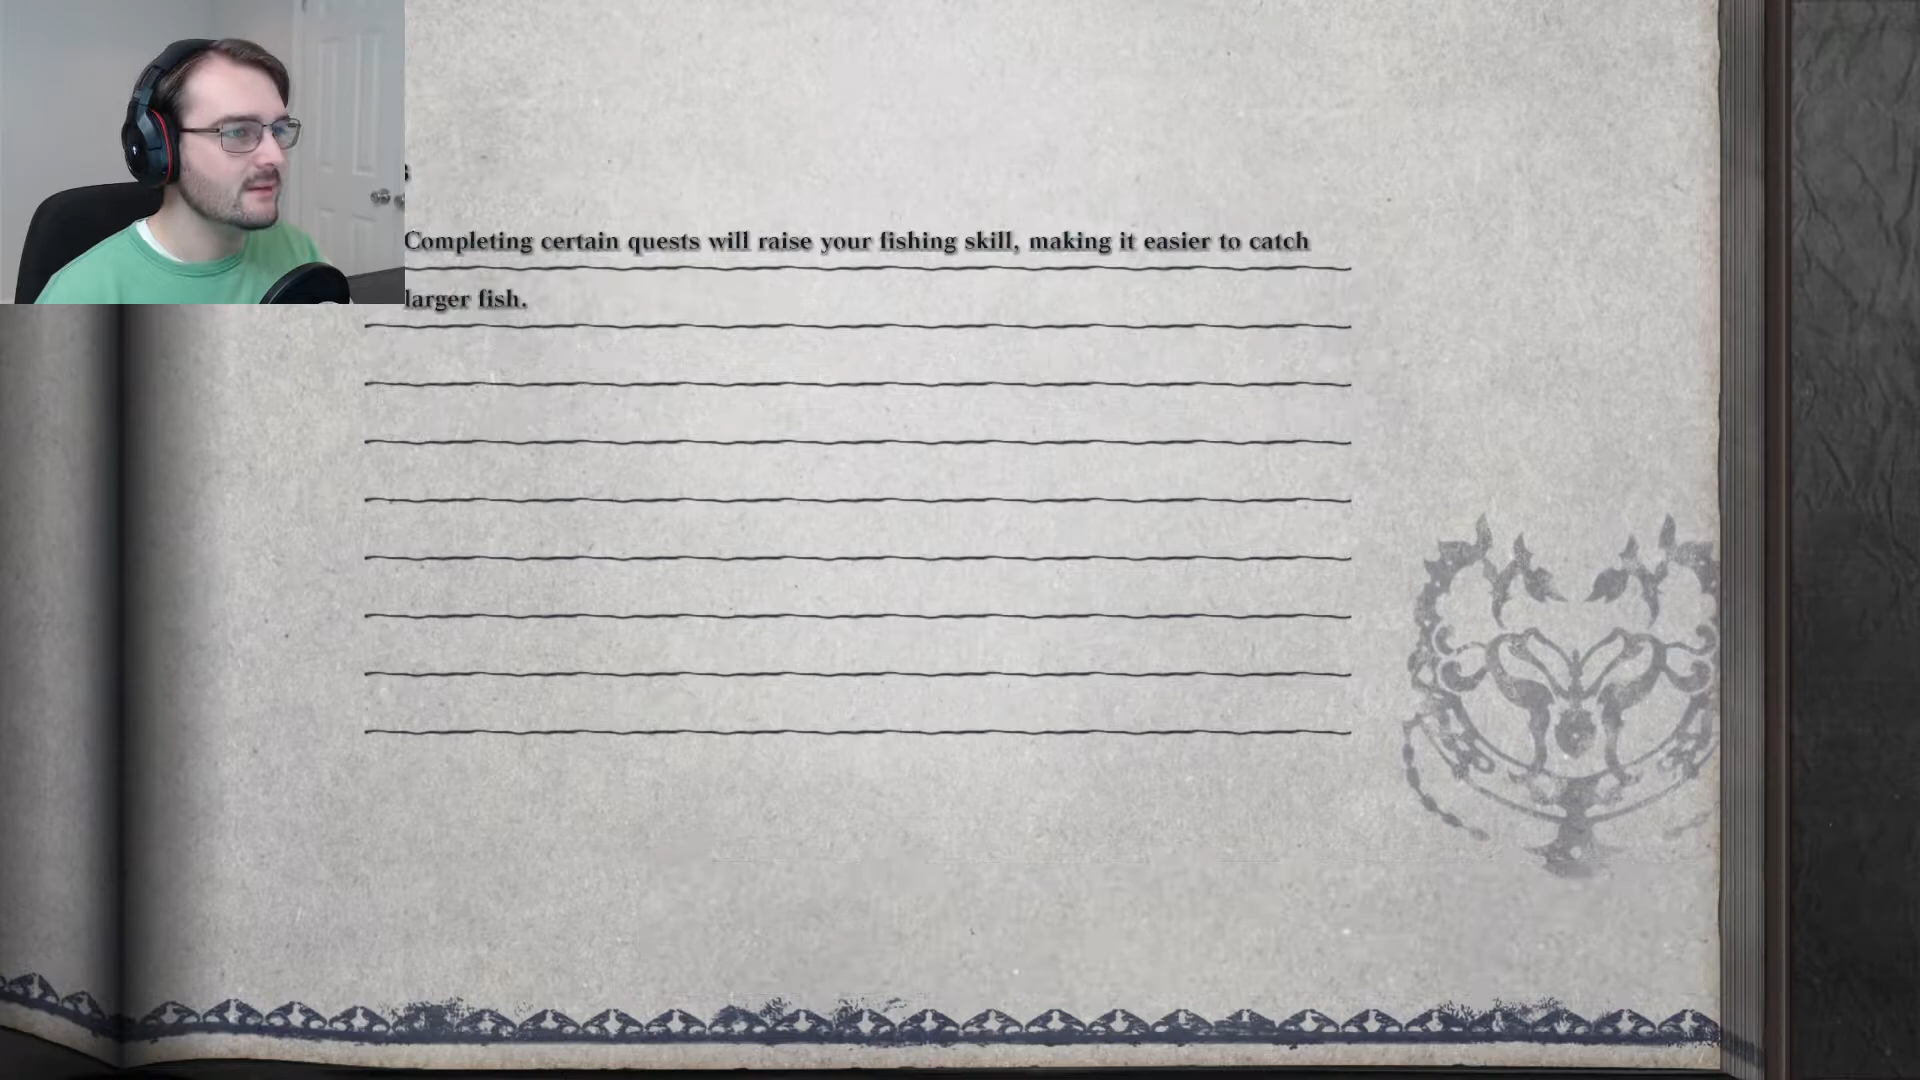 Completing certain quests will raise your fishing skill, making it easier to catch
larger fish.